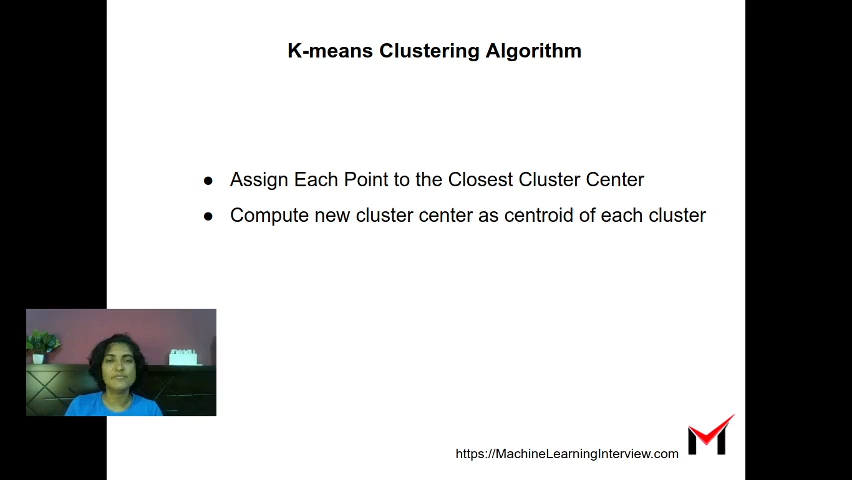 K-means Clustering Algorithm
● Assign Each Point to the Closest Cluster Center
● Compute new cluster center as centroid of each cluster
https://MachineLearningInterview.com